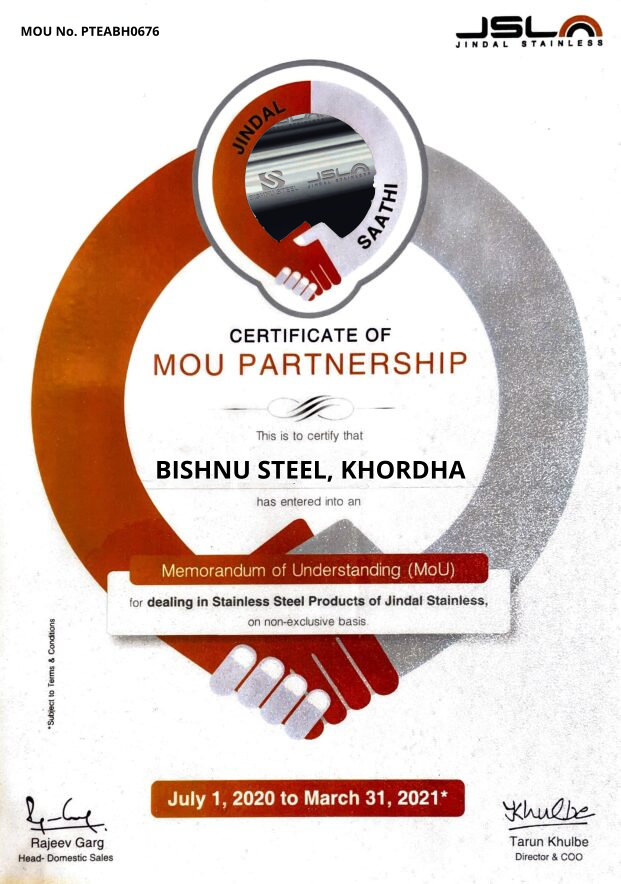 MOU No. PTEABH0676
JSL
JINDAL STAINLESS
JINDAL
SAATHI
JSL
JINDAL STAINLESS
CERTIFICATE OF
MOU PARTNERSHIP
This is to certify that
BISHNU STEEL, KHORDHA
has entered into an
Memorandum of Understanding (MoU)
for dealing in Stainless Steel Products of Jindal Stainless,
on non-exclusive basis.
*Subject to Terms & Conditions
July 1, 2020 to March 31, 2021*
Rajeev Garg
Head- Domestic Sales
Khulbe
Tarun Khulbe
Director & COO